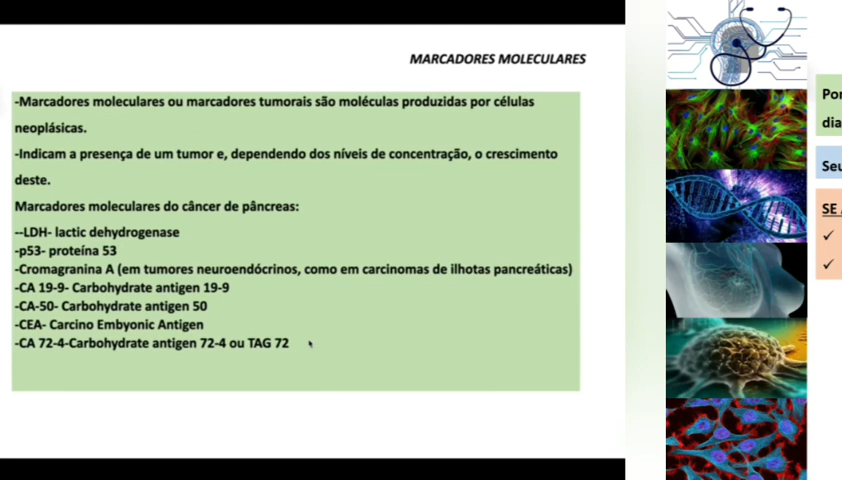 MARCADORES MOLECULARES
-Marcadores moleculares ou marcadores tumorais são moléculas produzidas por células
neoplásicas.
-Indicam a presença de um tumor e, dependendo dos níveis de concentração, o crescimento
deste.
Marcadores moleculares do câncer de pâncreas:
--LDH- lactic dehydrogenase
-p53- proteína 53
-Cromagranina A (em tumores neuroendócrinos, como em carcinomas de ilhotas pancreáticas)
-CA 19-9- Carbohydrate antigen 19-9
-CA-50- Carbohydrate antigen 50
-CEA- Carcino Embyonic Antigen
-CA 72-4-Carbohydrate antigen 72-4 ou TAG 72
Por
dia
Seu
SE